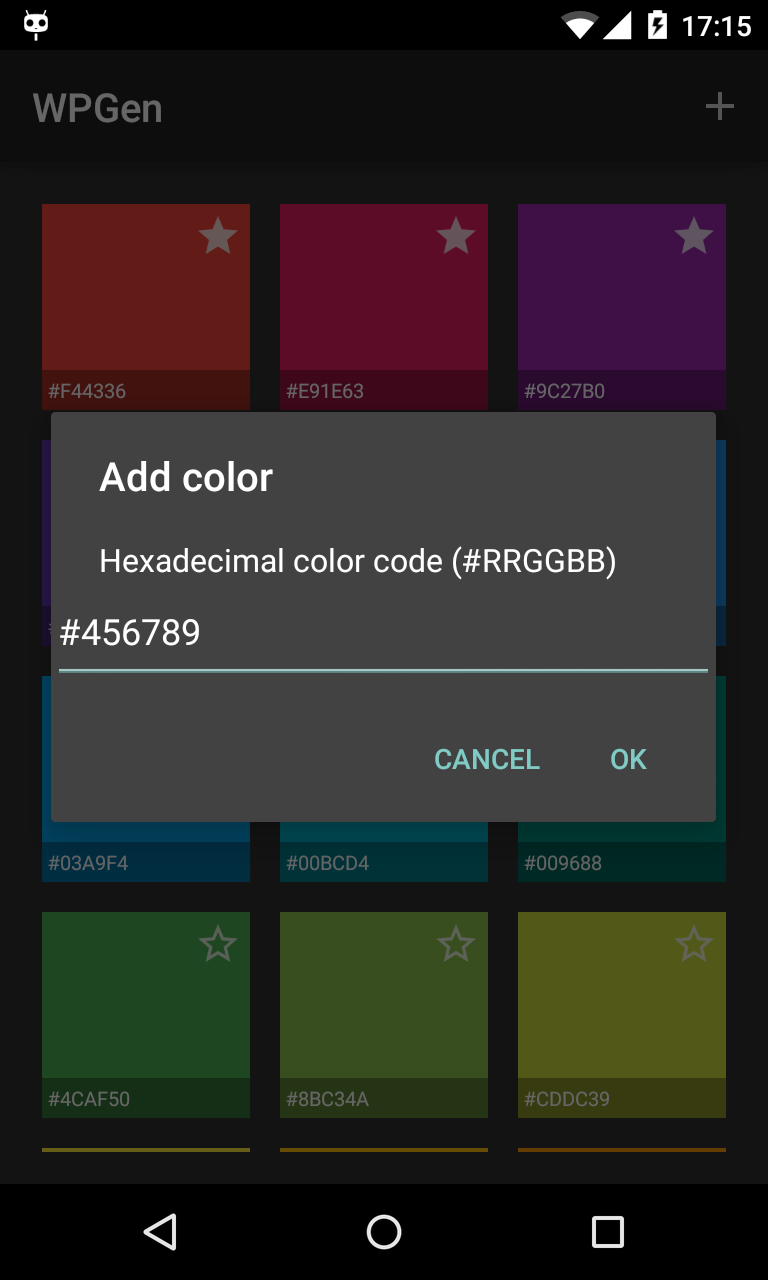 17:15
WPGen
#F44336
#E91E63
#9C27B0
Add color
Hexadecimal color code (#RRGGBB)
#456789
CANCEL
OK
#03A9F4
#00BCD4
#009688
#4CAF50
#8BC34A
#CDDC39